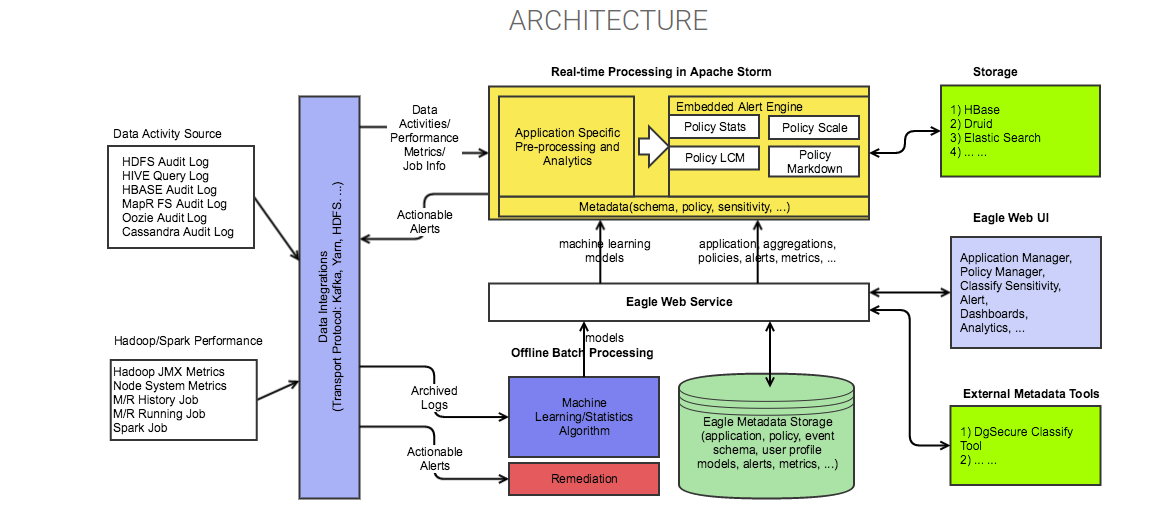 ARCHITECTURE
Real-time Processing in Apache Storm
Storage
Data Activity Source
HDFS Audit Log
HIVE Query Log
HBASE Audit Log
MapR FS Audit Log
Oozie Audit Log
Cassandra Audit Log
Hadoop/Spark Performance
Hadoop JMX Metrics
Node System Metrics
M/R History Job
M/R Running Job
Spark Job
Data Integrations
(Transport Protocol: Kafka, Yarn, HDFS. ...)
Data
Activities/
Performance
Metrics/
Job Info
Actionable
Alerts
Application Specific
Pre-processing and
Analytics
Embedded Alert Engine
Policy Stats
Policy Scale
Policy LCM
Policy
Markdown
Metadata(schema, policy, sensitivity, ...)
1) HBase
2) Druid
3) Elastic Search
4) ... ...
machine learning
models
application, aggregations,
policies, alerts, metrics, ...
Eagle Web Service
Eagle Web UI
Application Manager,
Policy Manager,
Classify Sensitivity,
Alert,
Dashboards,
Analytics, ...
models
Offline Batch Processing
Archived
Logs
Machine
Learning/Statistics
Algorithm
Actionable
Alerts
Remediation
Eagle Metadata Storage
(application, policy, event
schema, user profile
models, alerts, metrics, ...)
External Metadata Tools
1) DgSecure Classify
Tool
2) ... ...